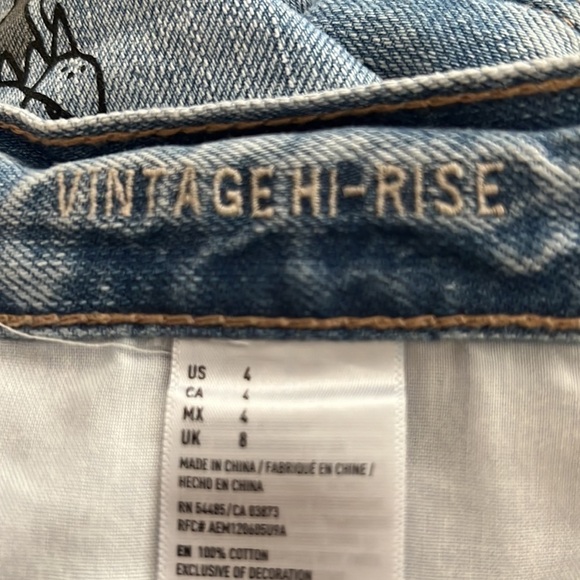 VINTAGE HI-RISE
US 4
CA 4
MX 4
UK 8
MADE IN CHINA / FABRIQUÉ EN CHINE /
HECHO EN CHINA
RN 54485/CA 03873
RFC# AEM120605U9A
EN 100% COTTON
EXCLUSIVE OF DECORATION